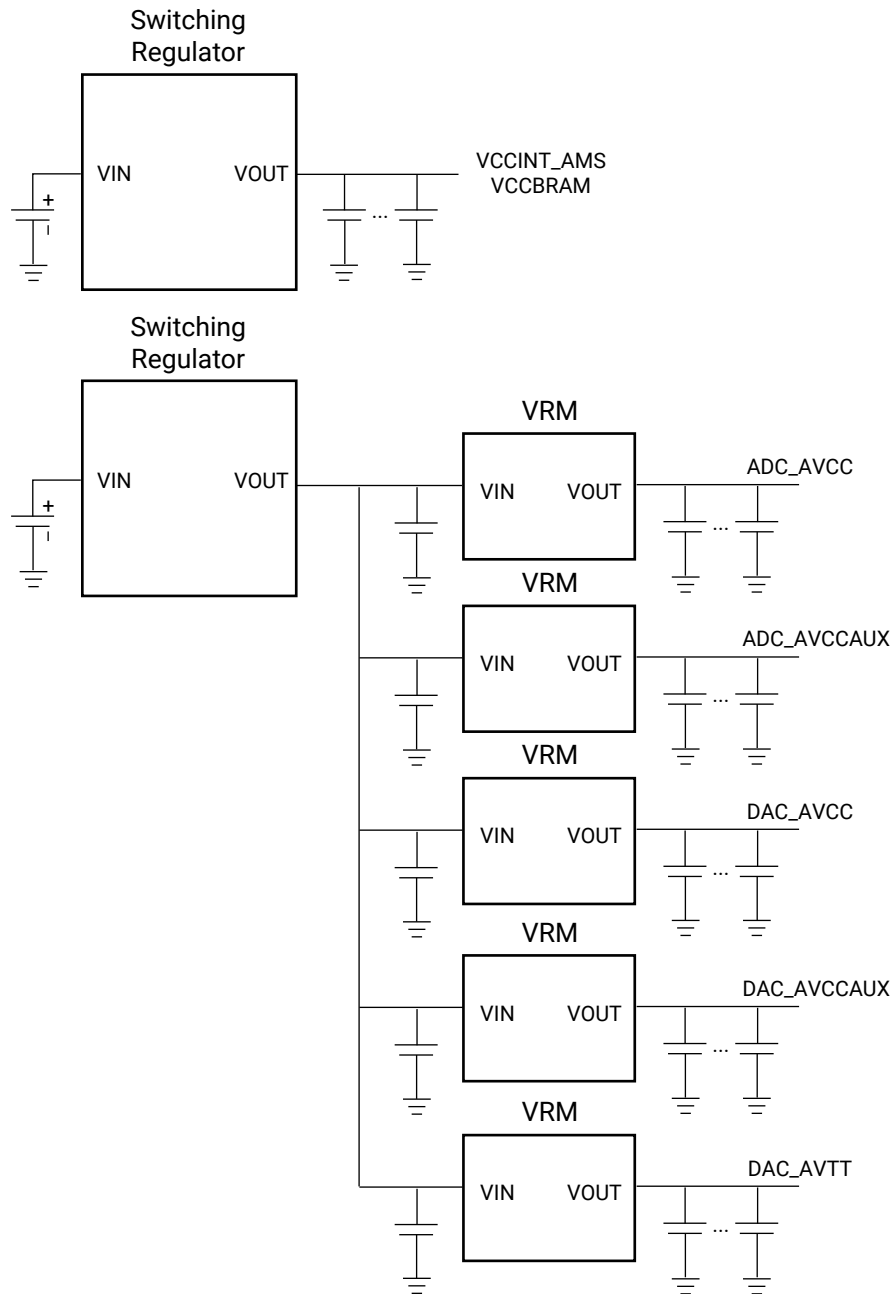 Switching
Regulator
VIN
VOUT
VCCINT_AMS
VCCBRAM
+
–
...
Switching
Regulator
VIN
VOUT
+
–
VRM
VIN
VOUT
ADC_AVCC
...
VRM
VIN
VOUT
ADC_AVCCAUX
...
VRM
VIN
VOUT
DAC_AVCC
...
VRM
VIN
VOUT
DAC_AVCCAUX
...
VRM
VIN
VOUT
DAC_AVTT
...